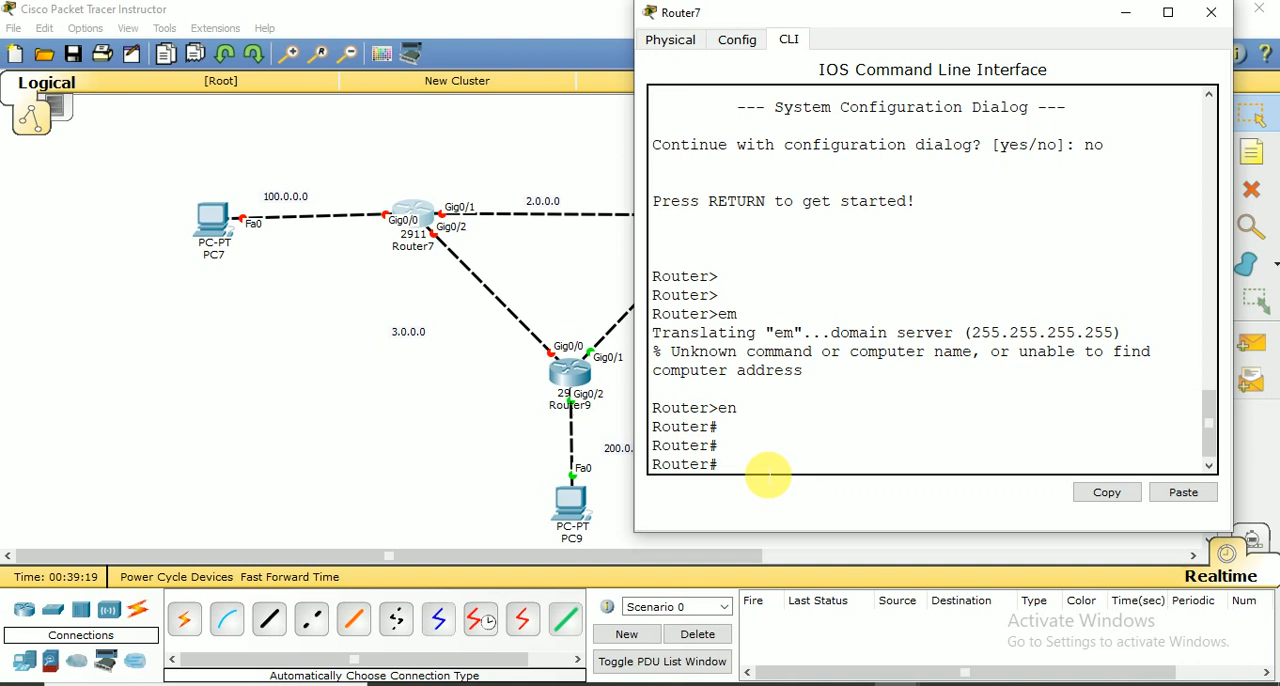 Cisco Packet Tracer Instructor
File Edit Options View Tools Extensions Help
Logical
[Root]
New Cluster
100.0.0.0
2.0.0.0
Fa0
PC-PT
PC7
Gig0/0
Gig0/1
Gig0/2
2911
Router7
3.0.0.0
Gig0/0
Gig0/1
29
Gig0/2
Router9
200.0.
Fa0
PC-PT
PC9
Router7
Physical Config CLI
IOS Command Line Interface
--- System Configuration Dialog ---
Continue with configuration dialog? [yes/no]: no
Press RETURN to get started!
Router>
Router>
Router>em
Translating "em"...domain server (255.255.255.255)
% Unknown command or computer name, or unable to find
computer address
Router>en
Router#
Router#
Router#
Copy Paste
Time: 00:39:19 Power Cycle Devices Fast Forward Time
Realtime
Connections
Automatically Choose Connection Type
Scenario 0
New Delete
Toggle PDU List Window
Fire Last Status Source Destination Type Color Time(sec) Periodic Num
Activate Windows
Go to Settings to activate Windows.